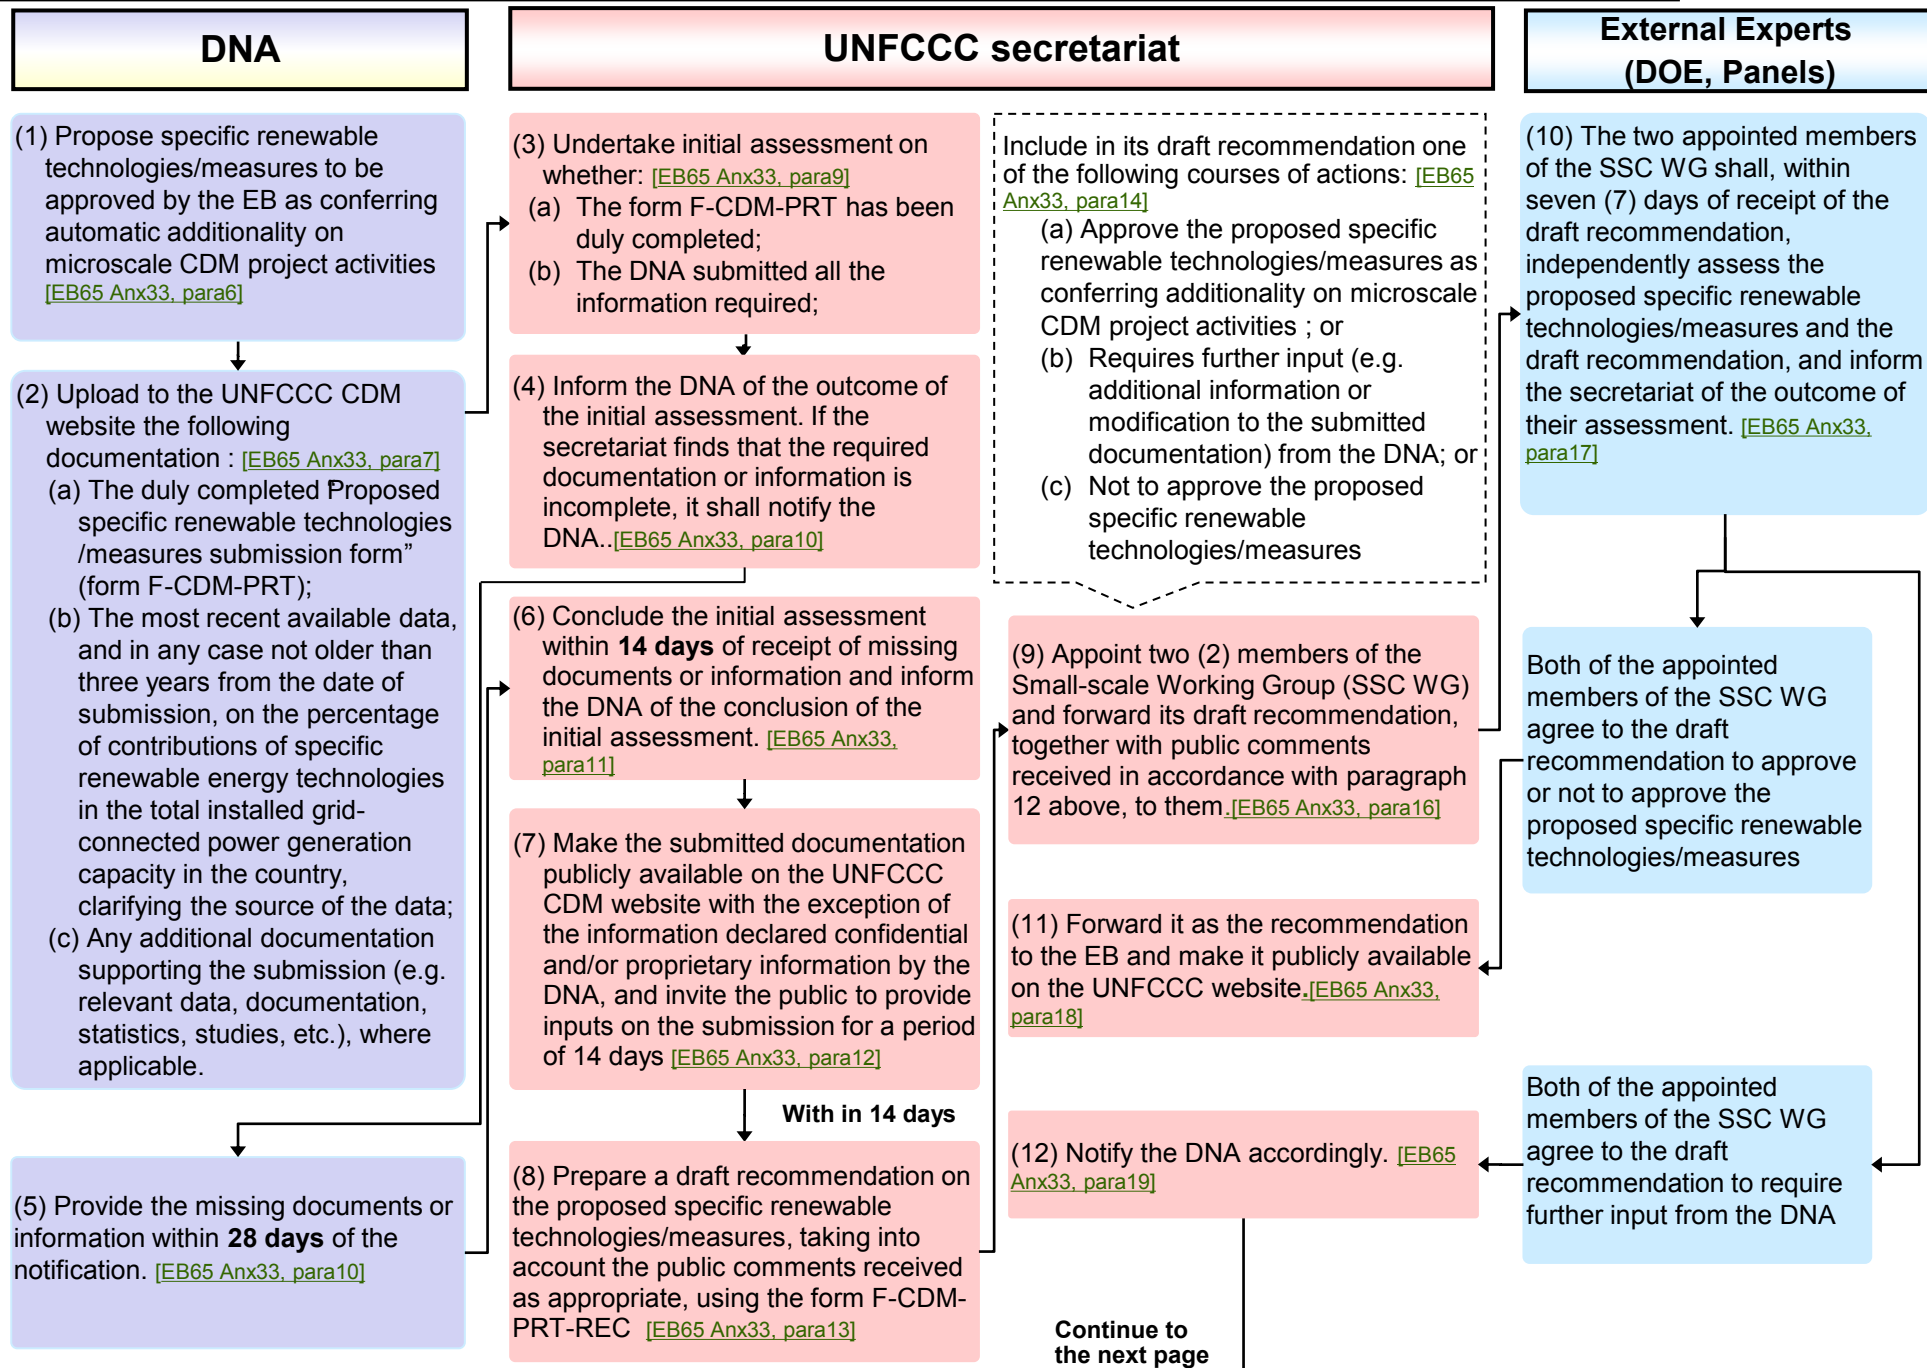 DNA
UNFCCC secretariat
External Experts
(DOE, Panels)
(1) Propose specific renewable
technologies/measures to be
approved by the EB as conferring
automatic additionality on
microscale CDM project activities
[EB65 Anx33, para6]
(2) Upload to the UNFCCC CDM
website the following
documentation : [EB65 Anx33, para7]
(a) The duly completed “Proposed
specific renewable technologies
/measures submission form”
(form F-CDM-PRT);
(b) The most recent available data,
and in any case not older than
three years from the date of
submission, on the percentage
of contributions of specific
renewable energy technologies
in the total installed grid-
connected power generation
capacity in the country,
clarifying the source of the data;
(c) Any additional documentation
supporting the submission (e.g.
relevant data, documentation,
statistics, studies, etc.), where
applicable.
(5) Provide the missing documents or
information within 28 days of the
notification. [EB65 Anx33, para10]
(3) Undertake initial assessment on
whether: [EB65 Anx33, para9]
(a) The form F-CDM-PRT has been
duly completed;
(b) The DNA submitted all the
information required;
(4) Inform the DNA of the outcome of
the initial assessment. If the
secretariat finds that the required
documentation or information is
incomplete, it shall notify the
DNA..[EB65 Anx33, para10]
(6) Conclude the initial assessment
within 14 days of receipt of missing
documents or information and inform
the DNA of the conclusion of the
initial assessment. [EB65 Anx33,
para11]
(7) Make the submitted documentation
publicly available on the UNFCCC
CDM website with the exception of
the information declared confidential
and/or proprietary information by the
DNA, and invite the public to provide
inputs on the submission for a period
of 14 days [EB65 Anx33, para12]
With in 14 days
(8) Prepare a draft recommendation on
the proposed specific renewable
technologies/measures, taking into
account the public comments received
as appropriate, using the form F-CDM-
PRT-REC [EB65 Anx33, para13]
Include in its draft recommendation one
of the following courses of actions: [EB65
Anx33, para14]
(a) Approve the proposed specific
renewable technologies/measures as
conferring additionality on microscale
CDM project activities ; or
(b) Requires further input (e.g.
additional information or
modification to the submitted
documentation) from the DNA; or
(c) Not to approve the proposed
specific renewable
technologies/measures
(9) Appoint two (2) members of the
Small-scale Working Group (SSC WG)
and forward its draft recommendation,
together with public comments
received in accordance with paragraph
12 above, to them.[EB65 Anx33, para16]
(11) Forward it as the recommendation
to the EB and make it publicly available
on the UNFCCC website.[EB65 Anx33,
para18]
(12) Notify the DNA accordingly. [EB65
Anx33, para19]
Continue to
the next page
(10) The two appointed members
of the SSC WG shall, within
seven (7) days of receipt of the
draft recommendation,
independently assess the
proposed specific renewable
technologies/measures and the
draft recommendation, and inform
the secretariat of the outcome of
their assessment. [EB65 Anx33,
para17]
Both of the appointed
members of the SSC WG
agree to the draft
recommendation to approve
or not to approve the
proposed specific renewable
technologies/measures
Both of the appointed
members of the SSC WG
agree to the draft
recommendation to require
further input from the DNA